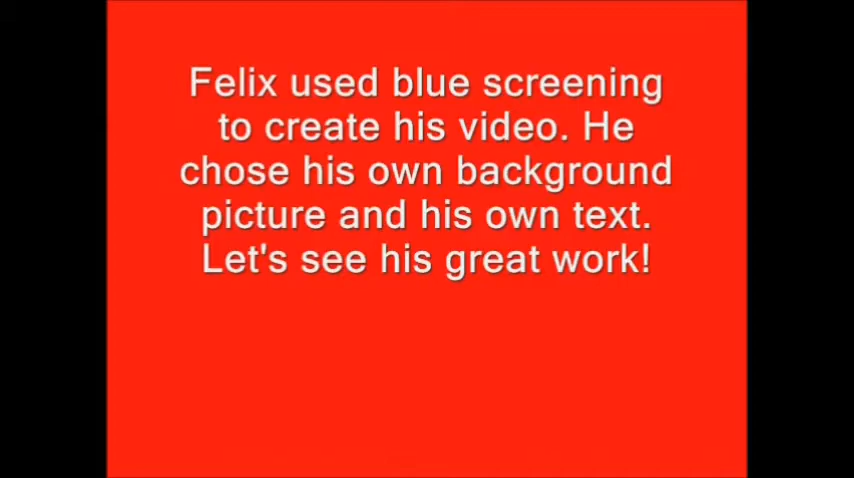 Felix used blue screening
to create his video. He
chose his own background
picture and his own text.
Let's see his great work!